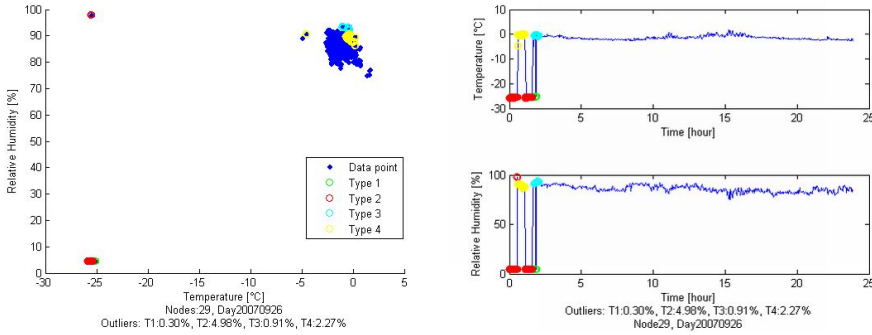 100
90
80
70
60
50
40
30
20
10
0
Relative Humidity [%]
-30
-25
-20
-15
-10
-5
0
5
Temperature [°C]
Data point
Type 1
Type 2
Type 3
Type 4
Nodes:29, Day20070926
Outliers: T1:0.30%, T2:4.98%, T3:0.91%, T4:2.27%
10
0
-10
-20
-30
Temperature [°C]
0
5
10
15
20
25
Time [hour]
100
50
0
Relative Humidity [%]
0
5
10
15
20
25
Time [hour]
Outliers: T1:0.30%, T2:4.98%, T3:0.91%, T4:2.27%
Node29, Day20070926